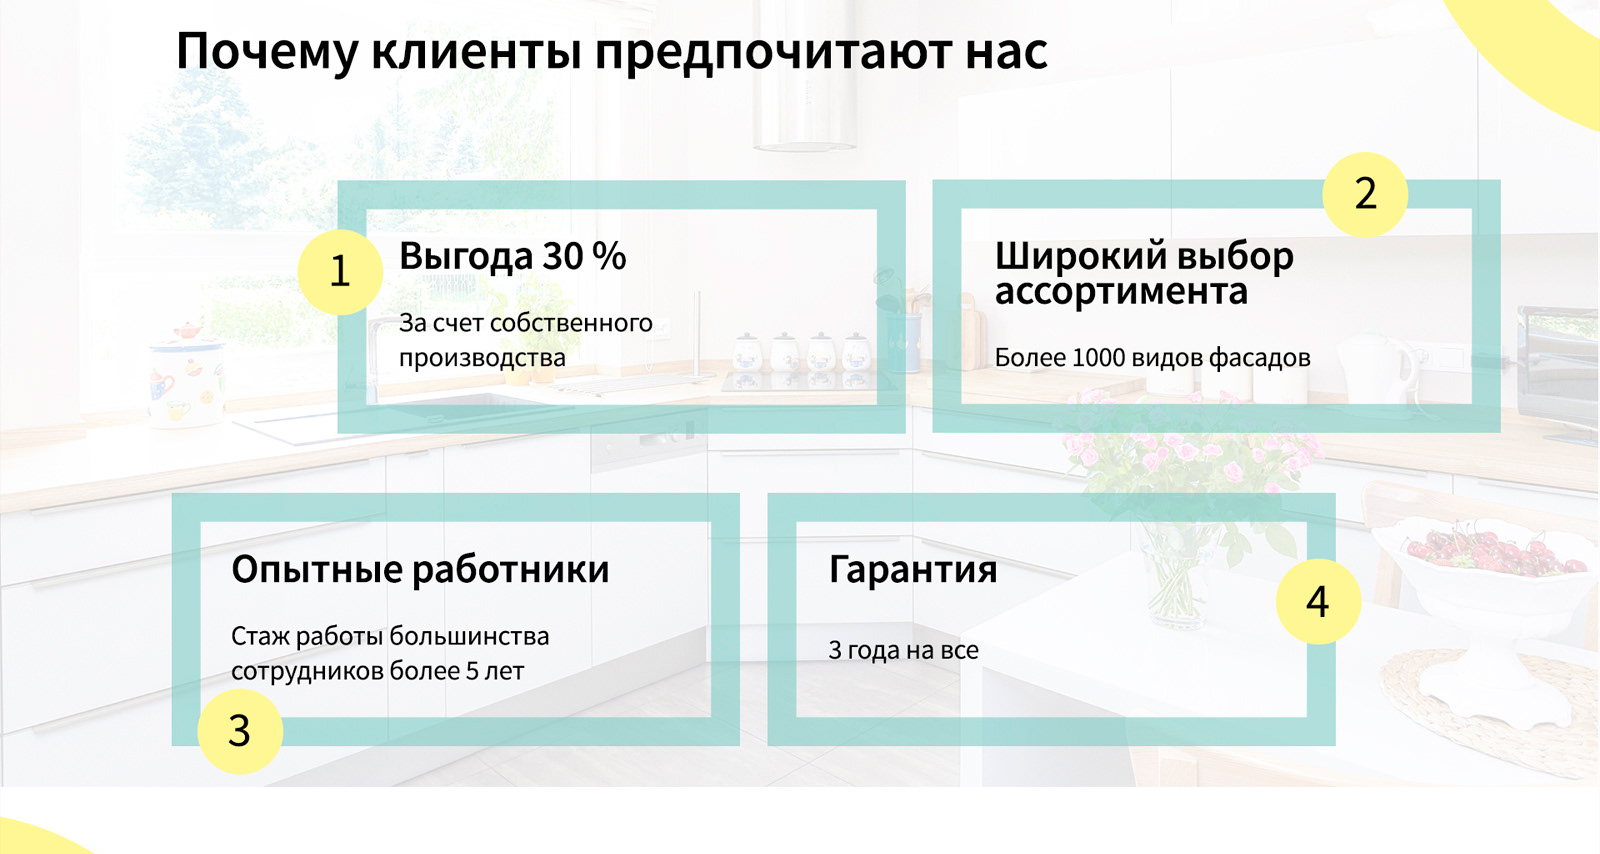 Почему клиенты предпочитают нас
1
Выгода 30 %
За счет собственного
производства
2
Широкий выбор
ассортимента
Более 1000 видов фасадов
Опытные работники
Стаж работы большинства
сотрудников более 5 лет
3
Гарантия
3 года на все
4